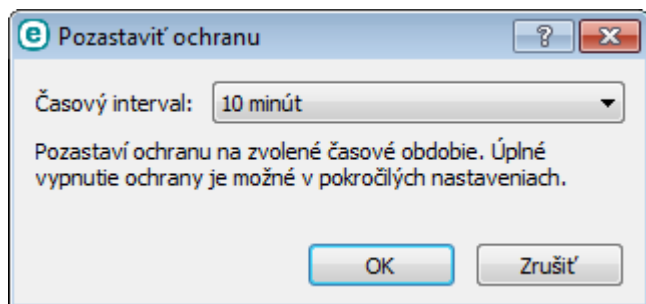 e Pozastaviť ochranu ?
Časový interval: 10 minút
Pozastaví ochranu na zvolené časové obdobie. Úplné
vypnutie ochrany je možné v pokročilých nastaveniach.
OK Zrušiť